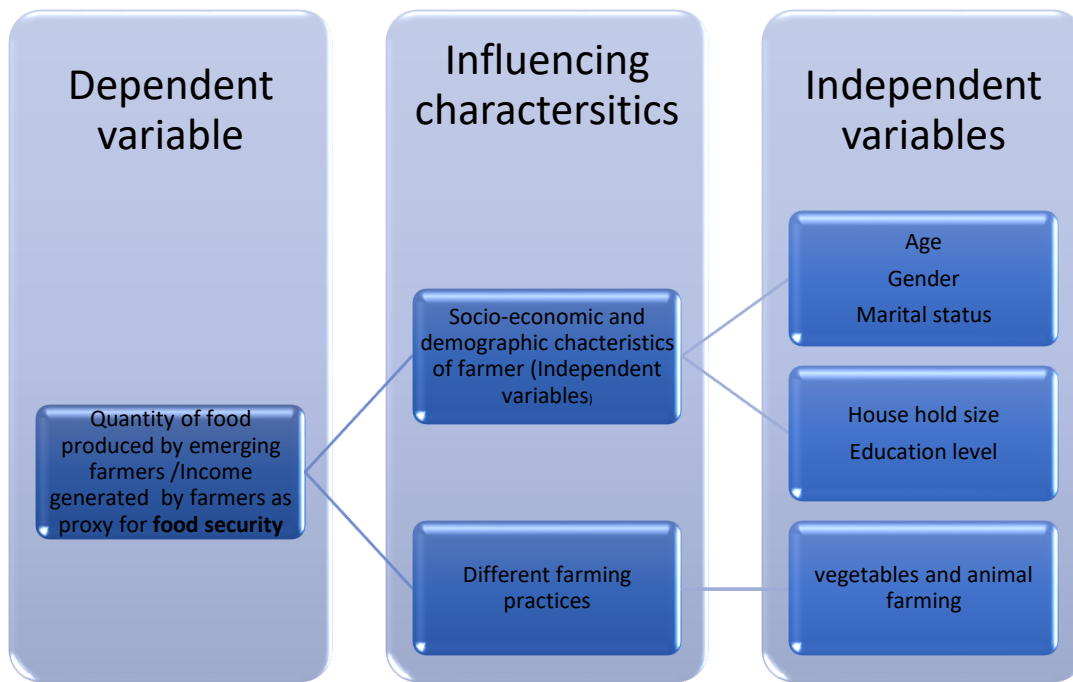 Dependent
variable
Quantity of food
produced by emerging
farmers /Income
generated by farmers as
proxy for food security
Influencing
charactersitics
Socio-economic and
demographic chacteristics
of farmer (Independent
variables)
Different farming
practices
Independent
variables
Age
Gender
Marital status
House hold size
Education level
vegetables and animal
farming